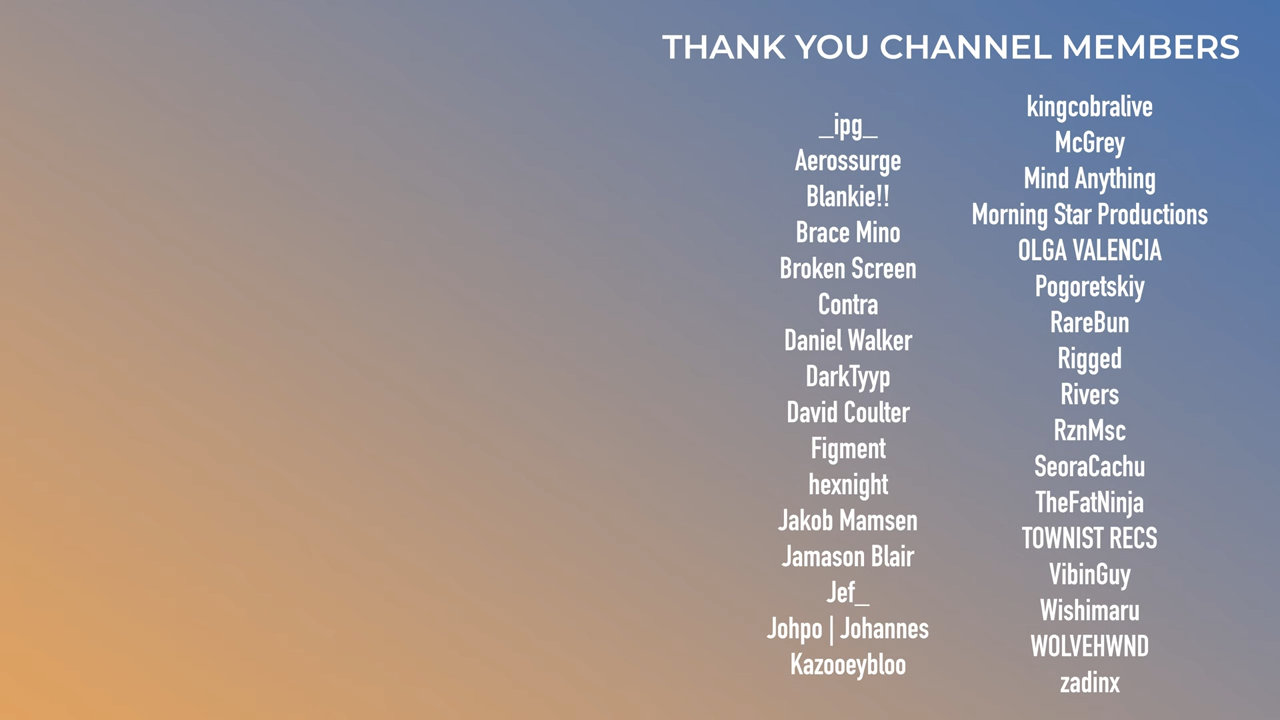 THANK YOU CHANNEL MEMBERS
_ipg_
Aerossurge
Blankie!!
Brace Mino
Broken Screen
Contra
Daniel Walker
DarkTyyp
David Coulter
Figment
hexnight
Jakob Mamsen
Jamason Blair
Jef_
Johpo | Johannes
Kazooeybloo
kingcobralive
McGrey
Mind Anything
Morning Star Productions
OLGA VALENCIA
Pogoretskiy
RareBun
Rigged
Rivers
RznMsc
SeoraCachu
TheFatNinja
TOWNIST RECS
VibinGuy
Wishimaru
WOLVEHWND
zadinx